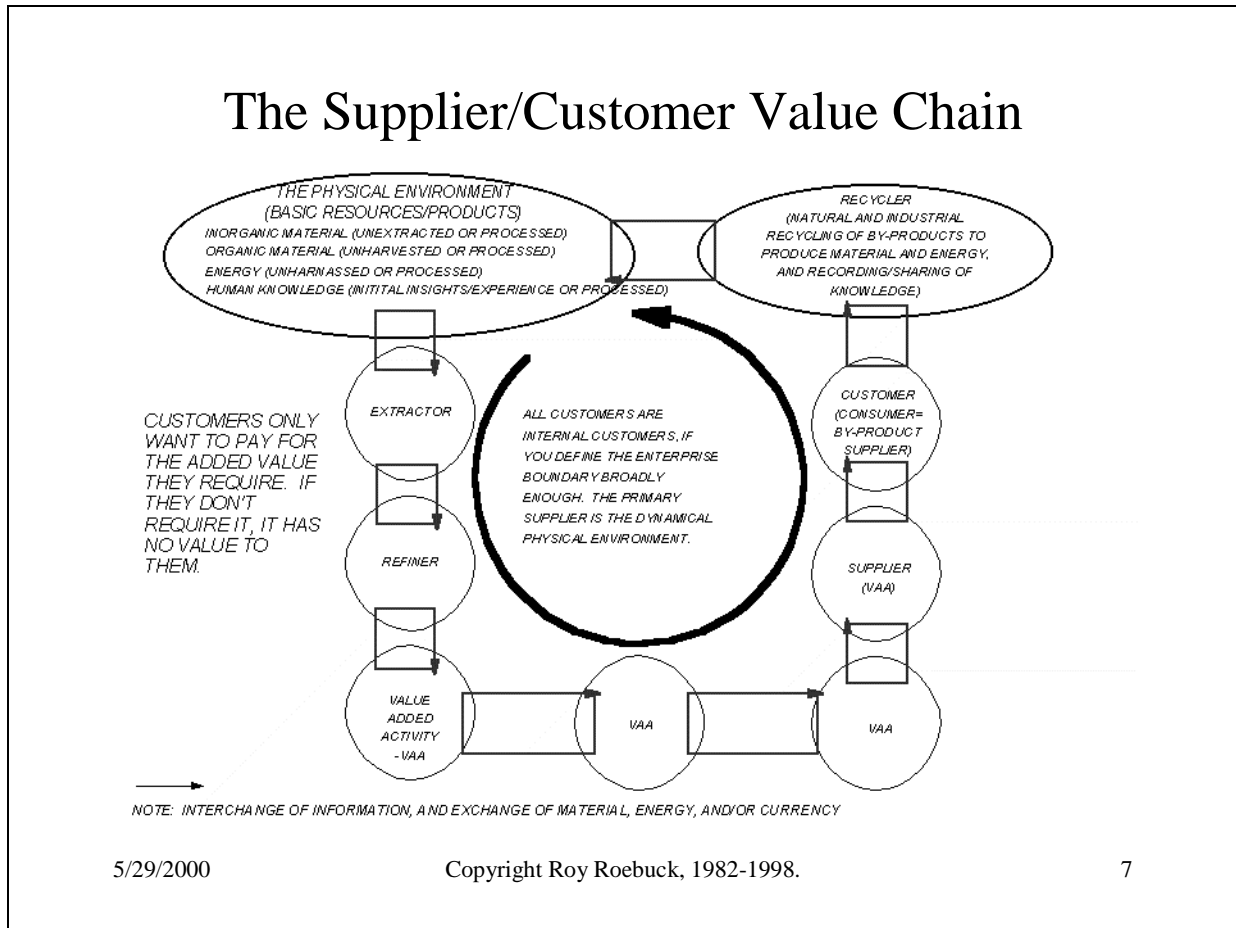 The Supplier/Customer Value Chain
THE PHYSICAL ENVIRONMENT
(BASIC RESOURCES/PRODUCTS)
INORGANIC MATERIAL (UNEXTRACTED OR PROCESSED)
ORGANIC MATERIAL (UNHARVESTED OR PROCESSED)
ENERGY (UNHARNASSED OR PROCESSED)
HUMAN KNOWLEDGE (INITITAL INSIGHTS/EXPERIENCE OR PROCESSED)
RECYCLER
(NATURAL AND INDUSTRIAL
RECYCLING OF BY-PRODUCTS TO
PRODUCE MATERIAL AND ENERGY,
AND RECORDING/SHARING OF
KNOWLEDGE)
EXTRACTOR
CUSTOMERS ONLY
WANT TO PAY FOR
THE ADDED VALUE
THEY REQUIRE.  IF
THEY DON'T
REQUIRE IT, IT HAS
NO VALUE TO
THEM.
ALL CUSTOMERS ARE
INTERNAL CUSTOMERS, IF
YOU DEFINE THE ENTERPRISE
BOUNDARY BROADLY
ENOUGH.  THE PRIMARY
SUPPLIER IS THE DYNAMICAL
PHYSICAL ENVIRONMENT.
CUSTOMER
(CONSUMER=
BY-PRODUCT
SUPPLIER)
REFINER
SUPPLIER
(VAA)
VALUE
ADDED
ACTIVITY
-VAA
VAA
VAA
NOTE:  INTERCHANGE OF INFORMATION, AND EXCHANGE OF MATERIAL, ENERGY, AND/OR CURRENCY
5/29/2000
Copyright Roy Roebuck, 1982-1998.
7